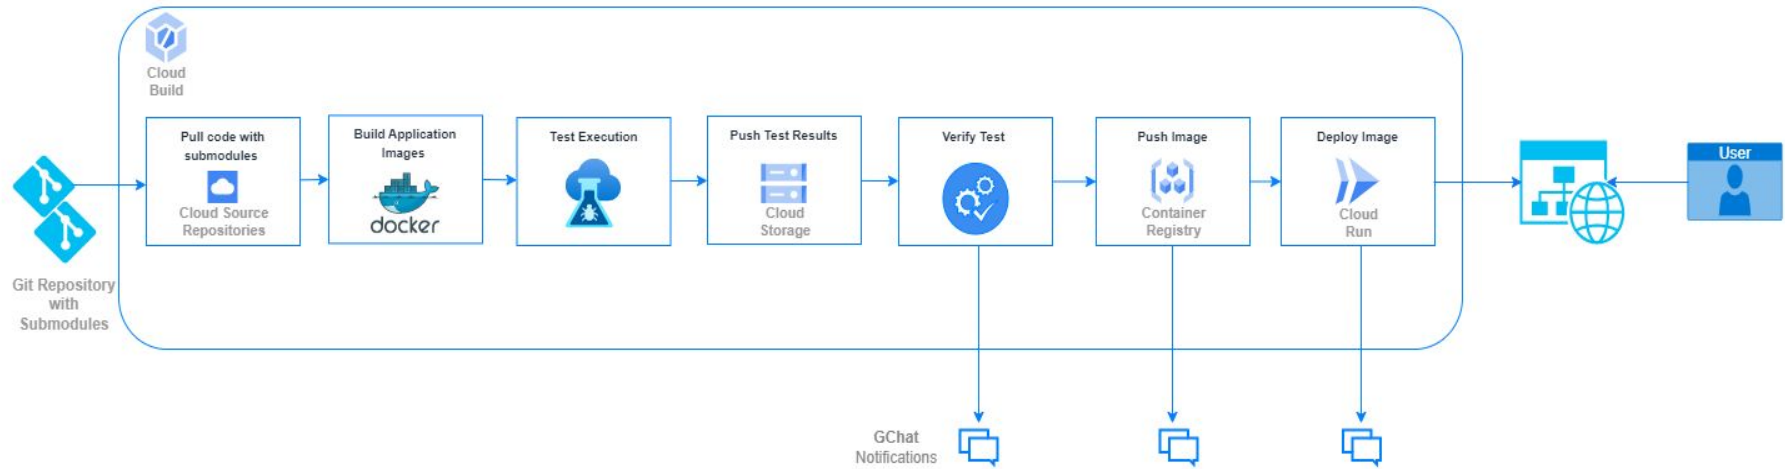 Cloud
Build
Pull code with
submodules
Cloud Source
Repositories
Build Application
Images
docker
Test Execution
Push Test Results
Cloud
Storage
Verify Test
Push Image
Container
Registry
Deploy Image
Cloud
Run
User
Git Repository
with
Submodules
GChat
Notifications